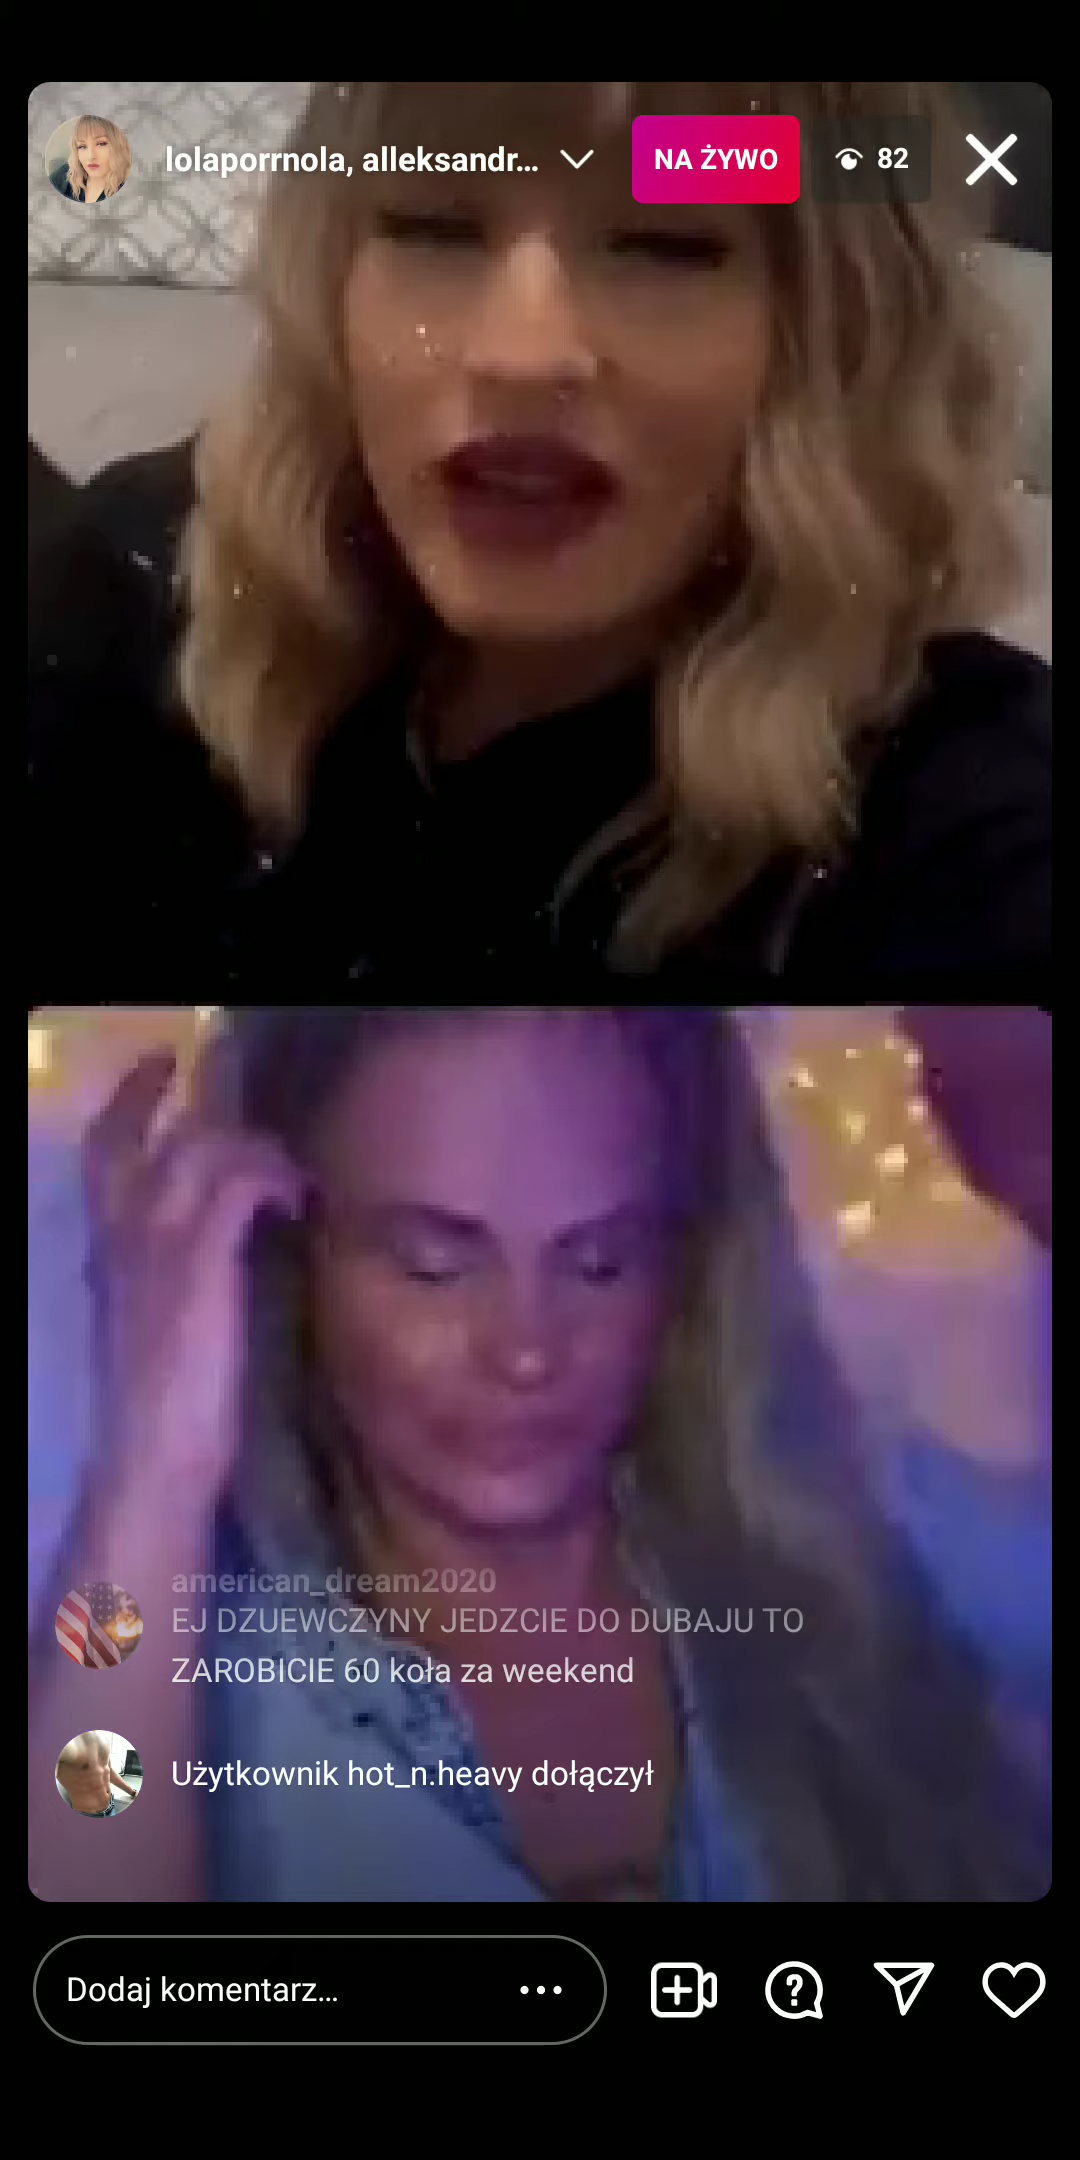 lolaporrnola, alleksandr...
NA ŻYWO
82
american_dream2020
EJ DZUEWCZYNY JEDZCIE DO DUBAJU TO
ZAROBICIE 60 koła za weekend
Użytkownik hot_n.heavy dołączył
Dodaj komentarz...